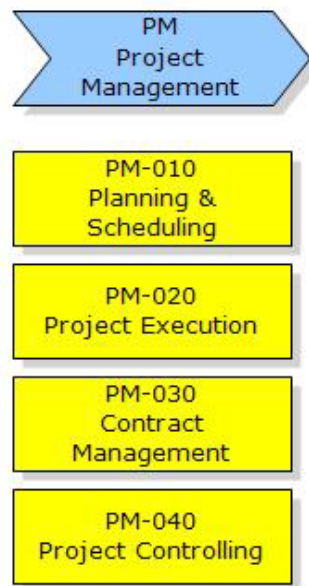 PM
Project
Management
PM-010
Planning &
Scheduling
PM-020
Project Execution
PM-030
Contract
Management
PM-040
Project Controlling